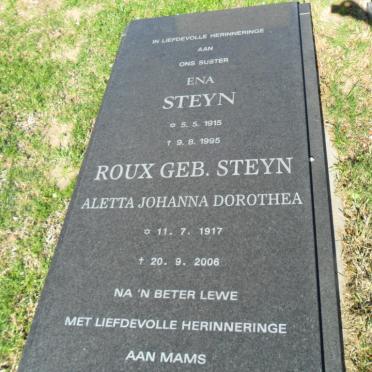 IN LIEFDEVOLLE HERINNERINGE
AAN
ONS SUSTER
ENA
STEYN
✡ 5. 5. 1915
† 9. 8. 1995
ROUX GEB. STEYN
ALETTA JOHANNA DOROTHEA
✡ 11. 7. 1917
† 20. 9. 2006
NA 'N BETER LEWE
MET LIEFDEVOLLE HERINNERINGE
AAN MAMS